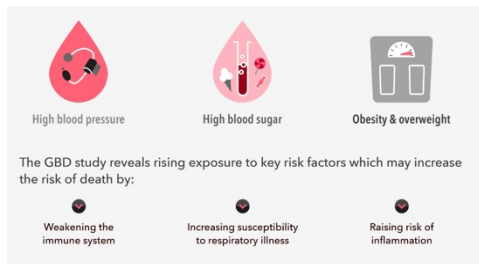 High blood pressure
High blood sugar
Obesity & overweight
The GBD study reveals rising exposure to key risk factors which may increase
the risk of death by:
Weakening the
immune system
Increasing susceptibility
to respiratory illness
Raising risk of
inflammation